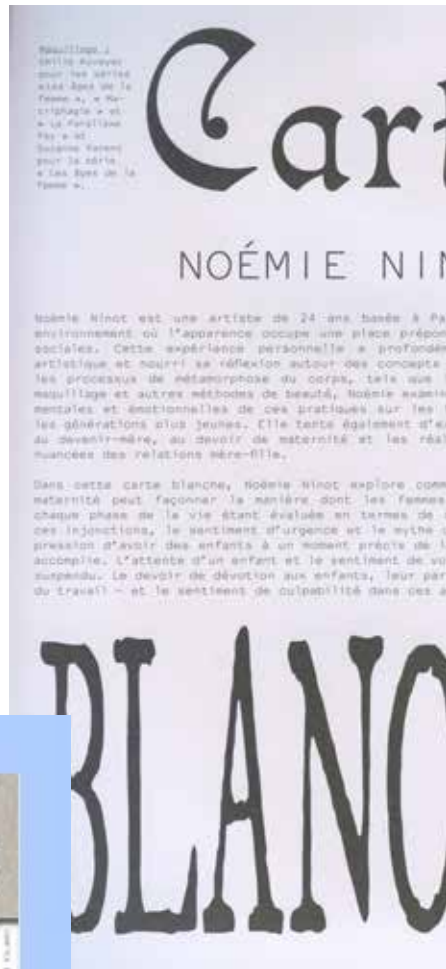 Maquillage :
Emilie Auvoyer
pour les séries
« Les Âges de la
femme », « Ma-
triphagie » et
« Le Parallaxe
Fay » et
Suzanne Karens
pour la série
« Les Âges de la
femme ».
Cart
NOÉMIE NIN
Noémie Ninot est une artiste de 24 ans basée à Pa
environnement où l'apparence occupe une place prépon
sociales. Cette expérience personnelle a profondém
artistique et nourri sa réflexion autour des concepts
les processus de métamorphose du corps, tels que
maquillage et autres méthodes de beauté, Noémie examin
mentales et émotionnelles de ces pratiques sur les
les générations plus jeunes. Elle tente également d'ex
au devenir-mère, au devoir de maternité et les réal
nuancées des relations mère-fille.
Dans cette carte blanche, Noémie Ninot explore comm
maternité peut façonner la manière dont les femmes
chaque phase de la vie étant évaluée en termes de
ces injonctions, le sentiment d'urgence et le mythe
pression d'avoir des enfants à un moment précis de l
accomplie. L'attente d'un enfant et le sentiment de vo
suspendu. Le devoir de dévotion aux enfants, leur par
du travail — et le sentiment de culpabilité dans ces a
BLANC